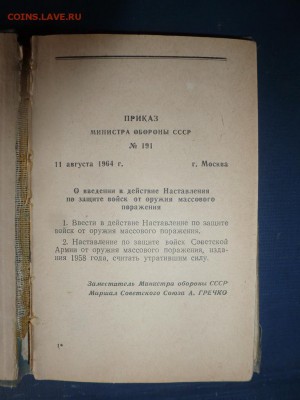 COINS.LAVE.RU
ПРИКАЗ
МИНИСТРА ОБОРОНЫ СССР
№ 191
11 августа 1964 г. г. Москва
О введении в действие Наставления
по защите войск от оружия массового
поражения
1. Ввести в действие Наставление по защите
войск от оружия массового поражения.
2. Наставление по защите войск Советской
Армии от оружия массового поражения, изда-
ния 1958 года, считать утратившим силу.
Заместитель Министра обороны СССР
Маршал Советского Союза А. ГРЕЧКО
1*